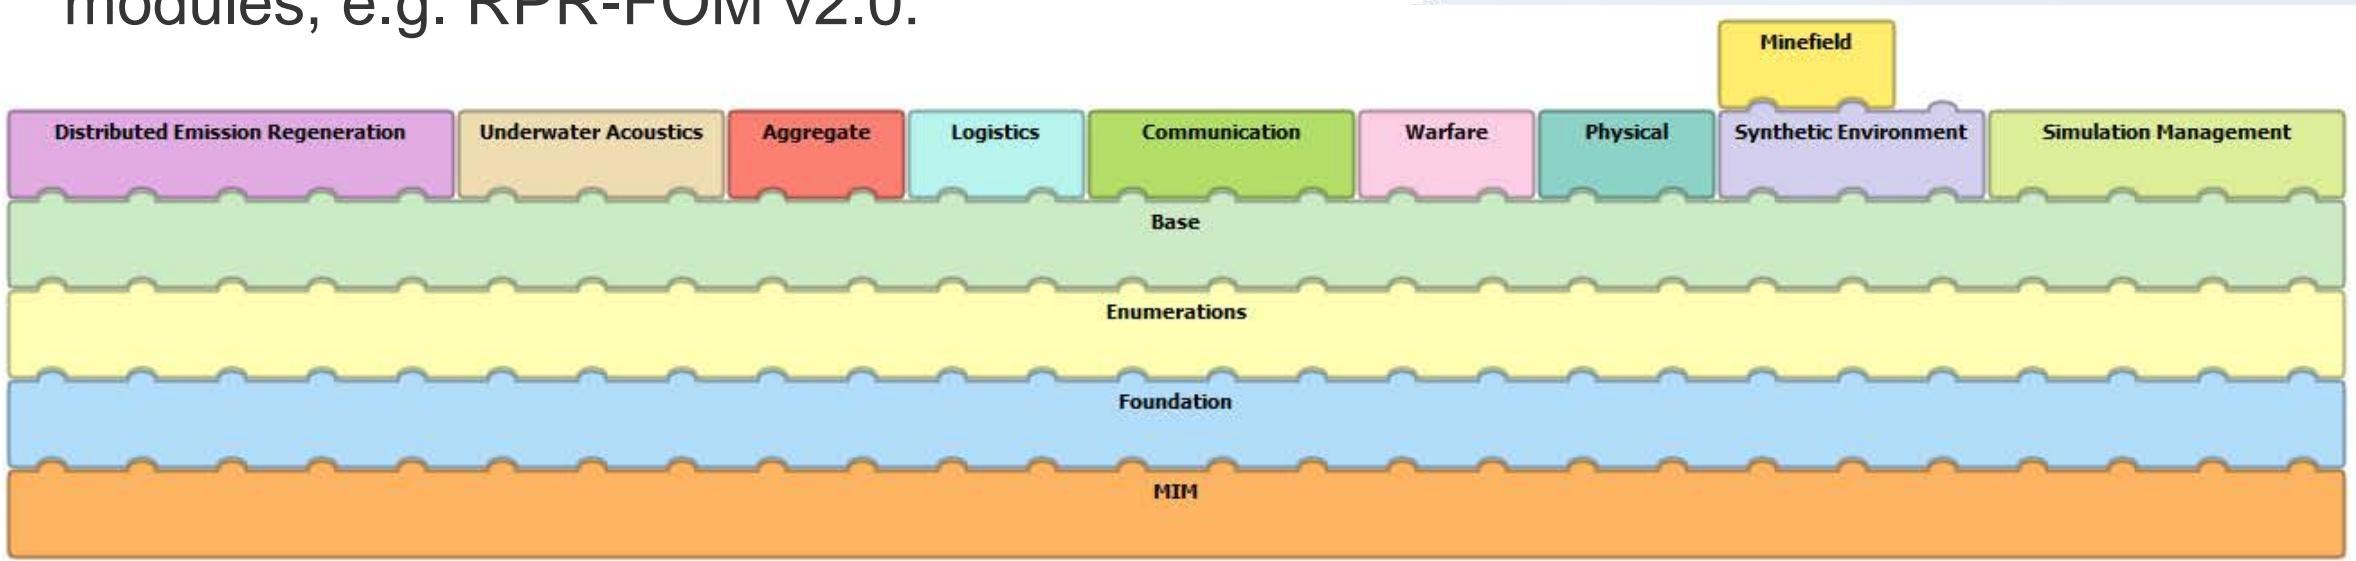 modules, e.g. RPR-FOM v2.0.
Minefield
Distributed Emission Regeneration
Underwater Acoustics
Aggregate
Logistics
Communication
Warfare
Physical
Synthetic Environment
Simulation Management
Base
Enumerations
Foundation
MIM